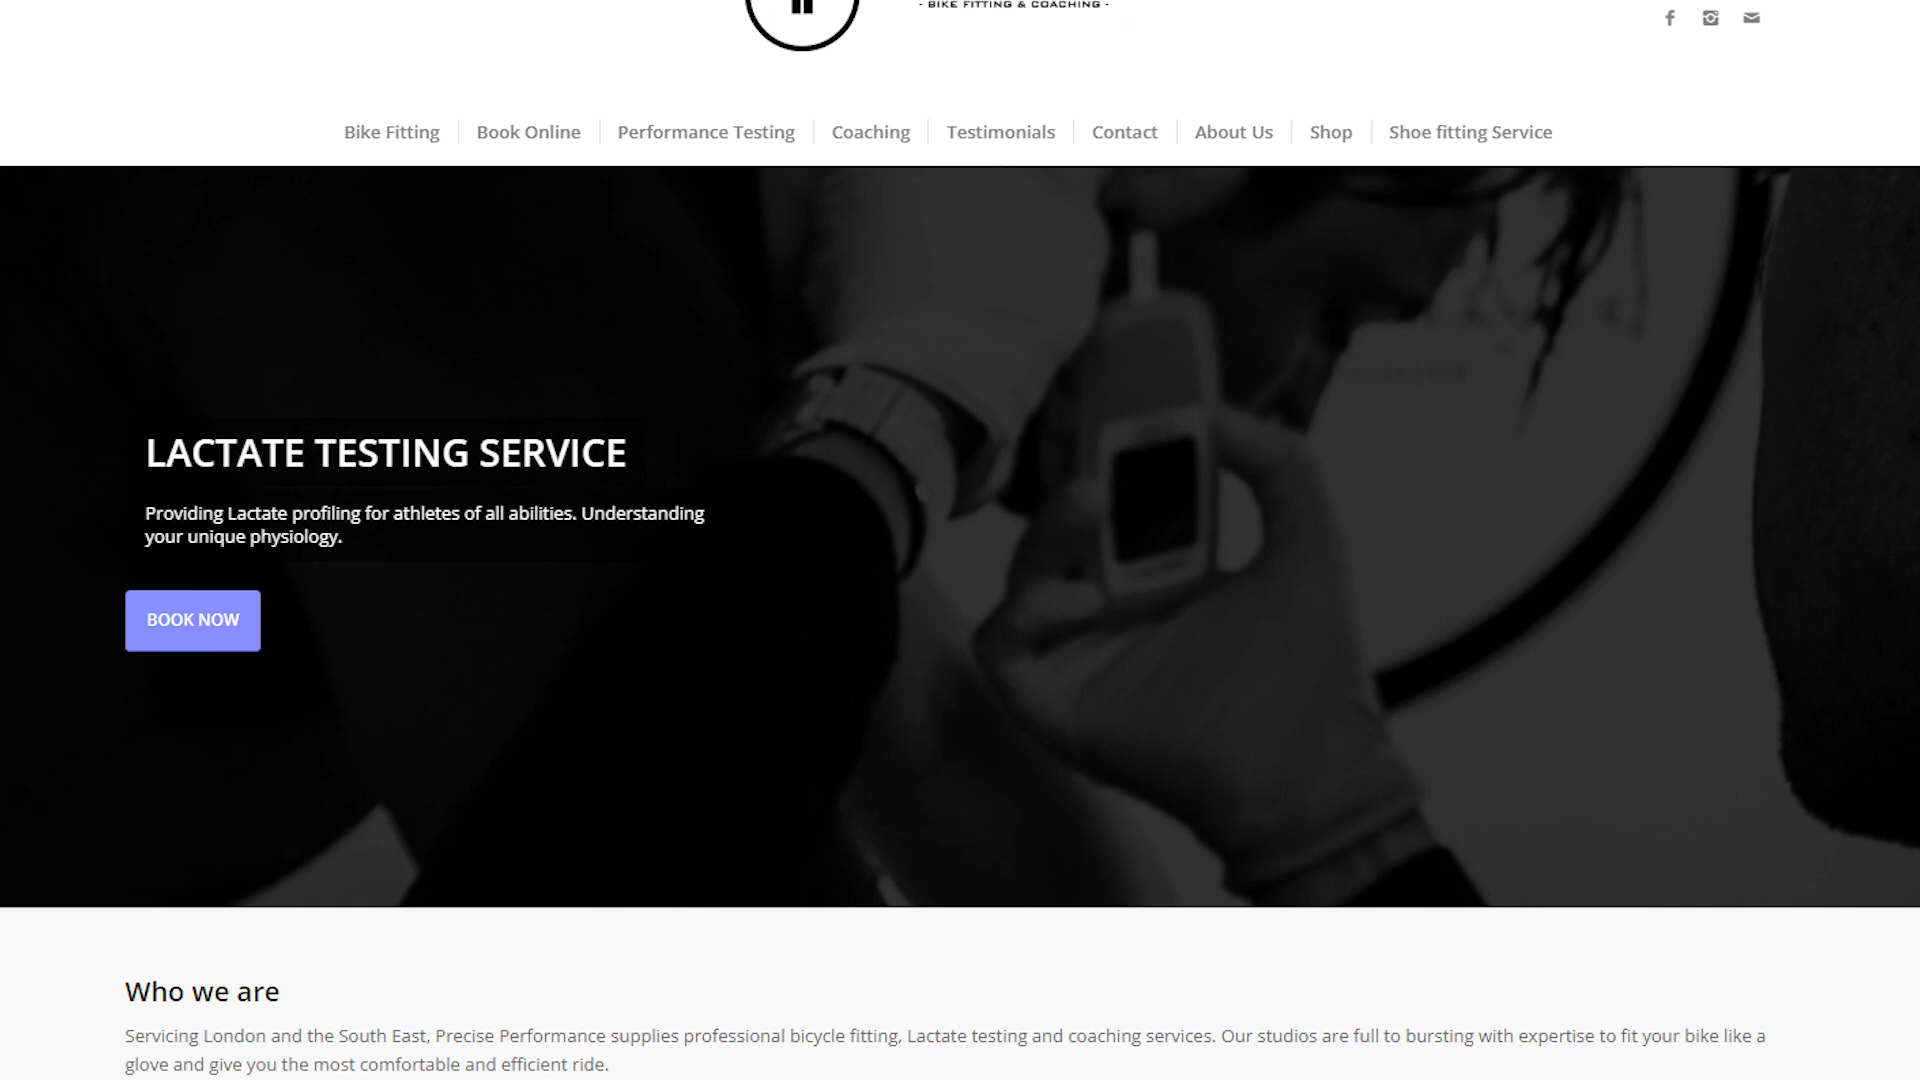 - BIKE FITTING & COACHING -
Bike Fitting
Book Online
Performance Testing
Coaching
Testimonials
Contact
About Us
Shop
Shoe fitting Service
LACTATE TESTING SERVICE
Providing Lactate profiling for athletes of all abilities. Understanding
your unique physiology.
BOOK NOW
Who we are
Servicing London and the South East, Precise Performance supplies professional bicycle fitting, Lactate testing and coaching services. Our studios are full to bursting with expertise to fit your bike like a
glove and give you the most comfortable and efficient ride.